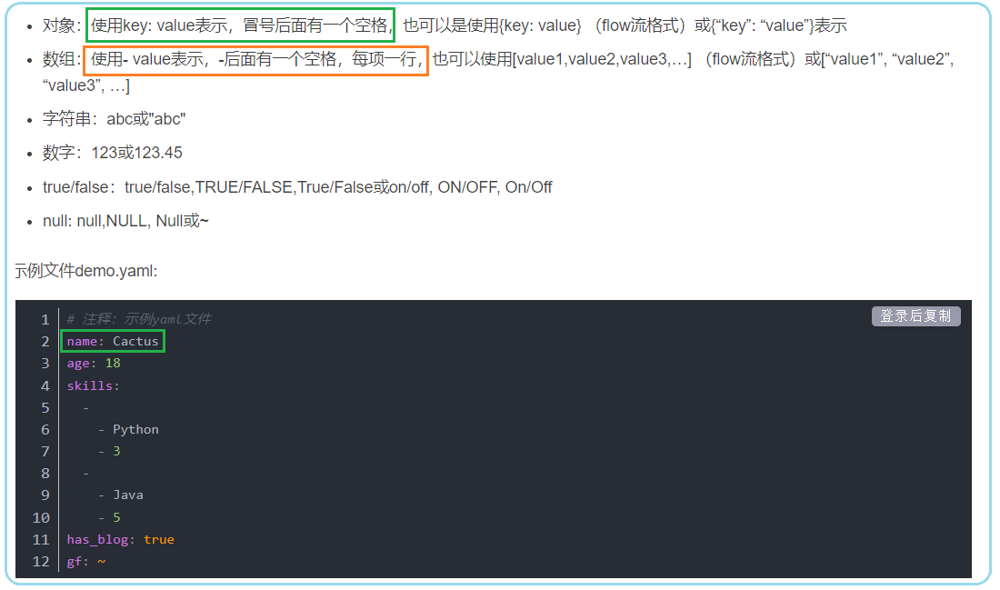 对象：使用key: value表示，冒号后面有一个空格，也可以是使用{key: value} （flow流格式）或{“key”: “value”}表示
数组：使用- value表示，-后面有一个空格，每项一行，也可以使用[value1,value2,value3,…] （flow流格式）或[“value1”, “value2”,
“value3”, …]
字符串：abc或"abc"
数字：123或123.45
true/false：true/false,TRUE/FALSE,True/False或on/off, ON/OFF, On/Off
null: null,NULL, Null或~
示例文件demo.yaml:
登录后复制
1 # 注释：示例yaml文件
2 name: Cactus
3 age: 18
4 skills:
5 -
6 - Python
7 - 3
8 -
9 - Java
10 - 5
11 has_blog: true
12 gf: ~